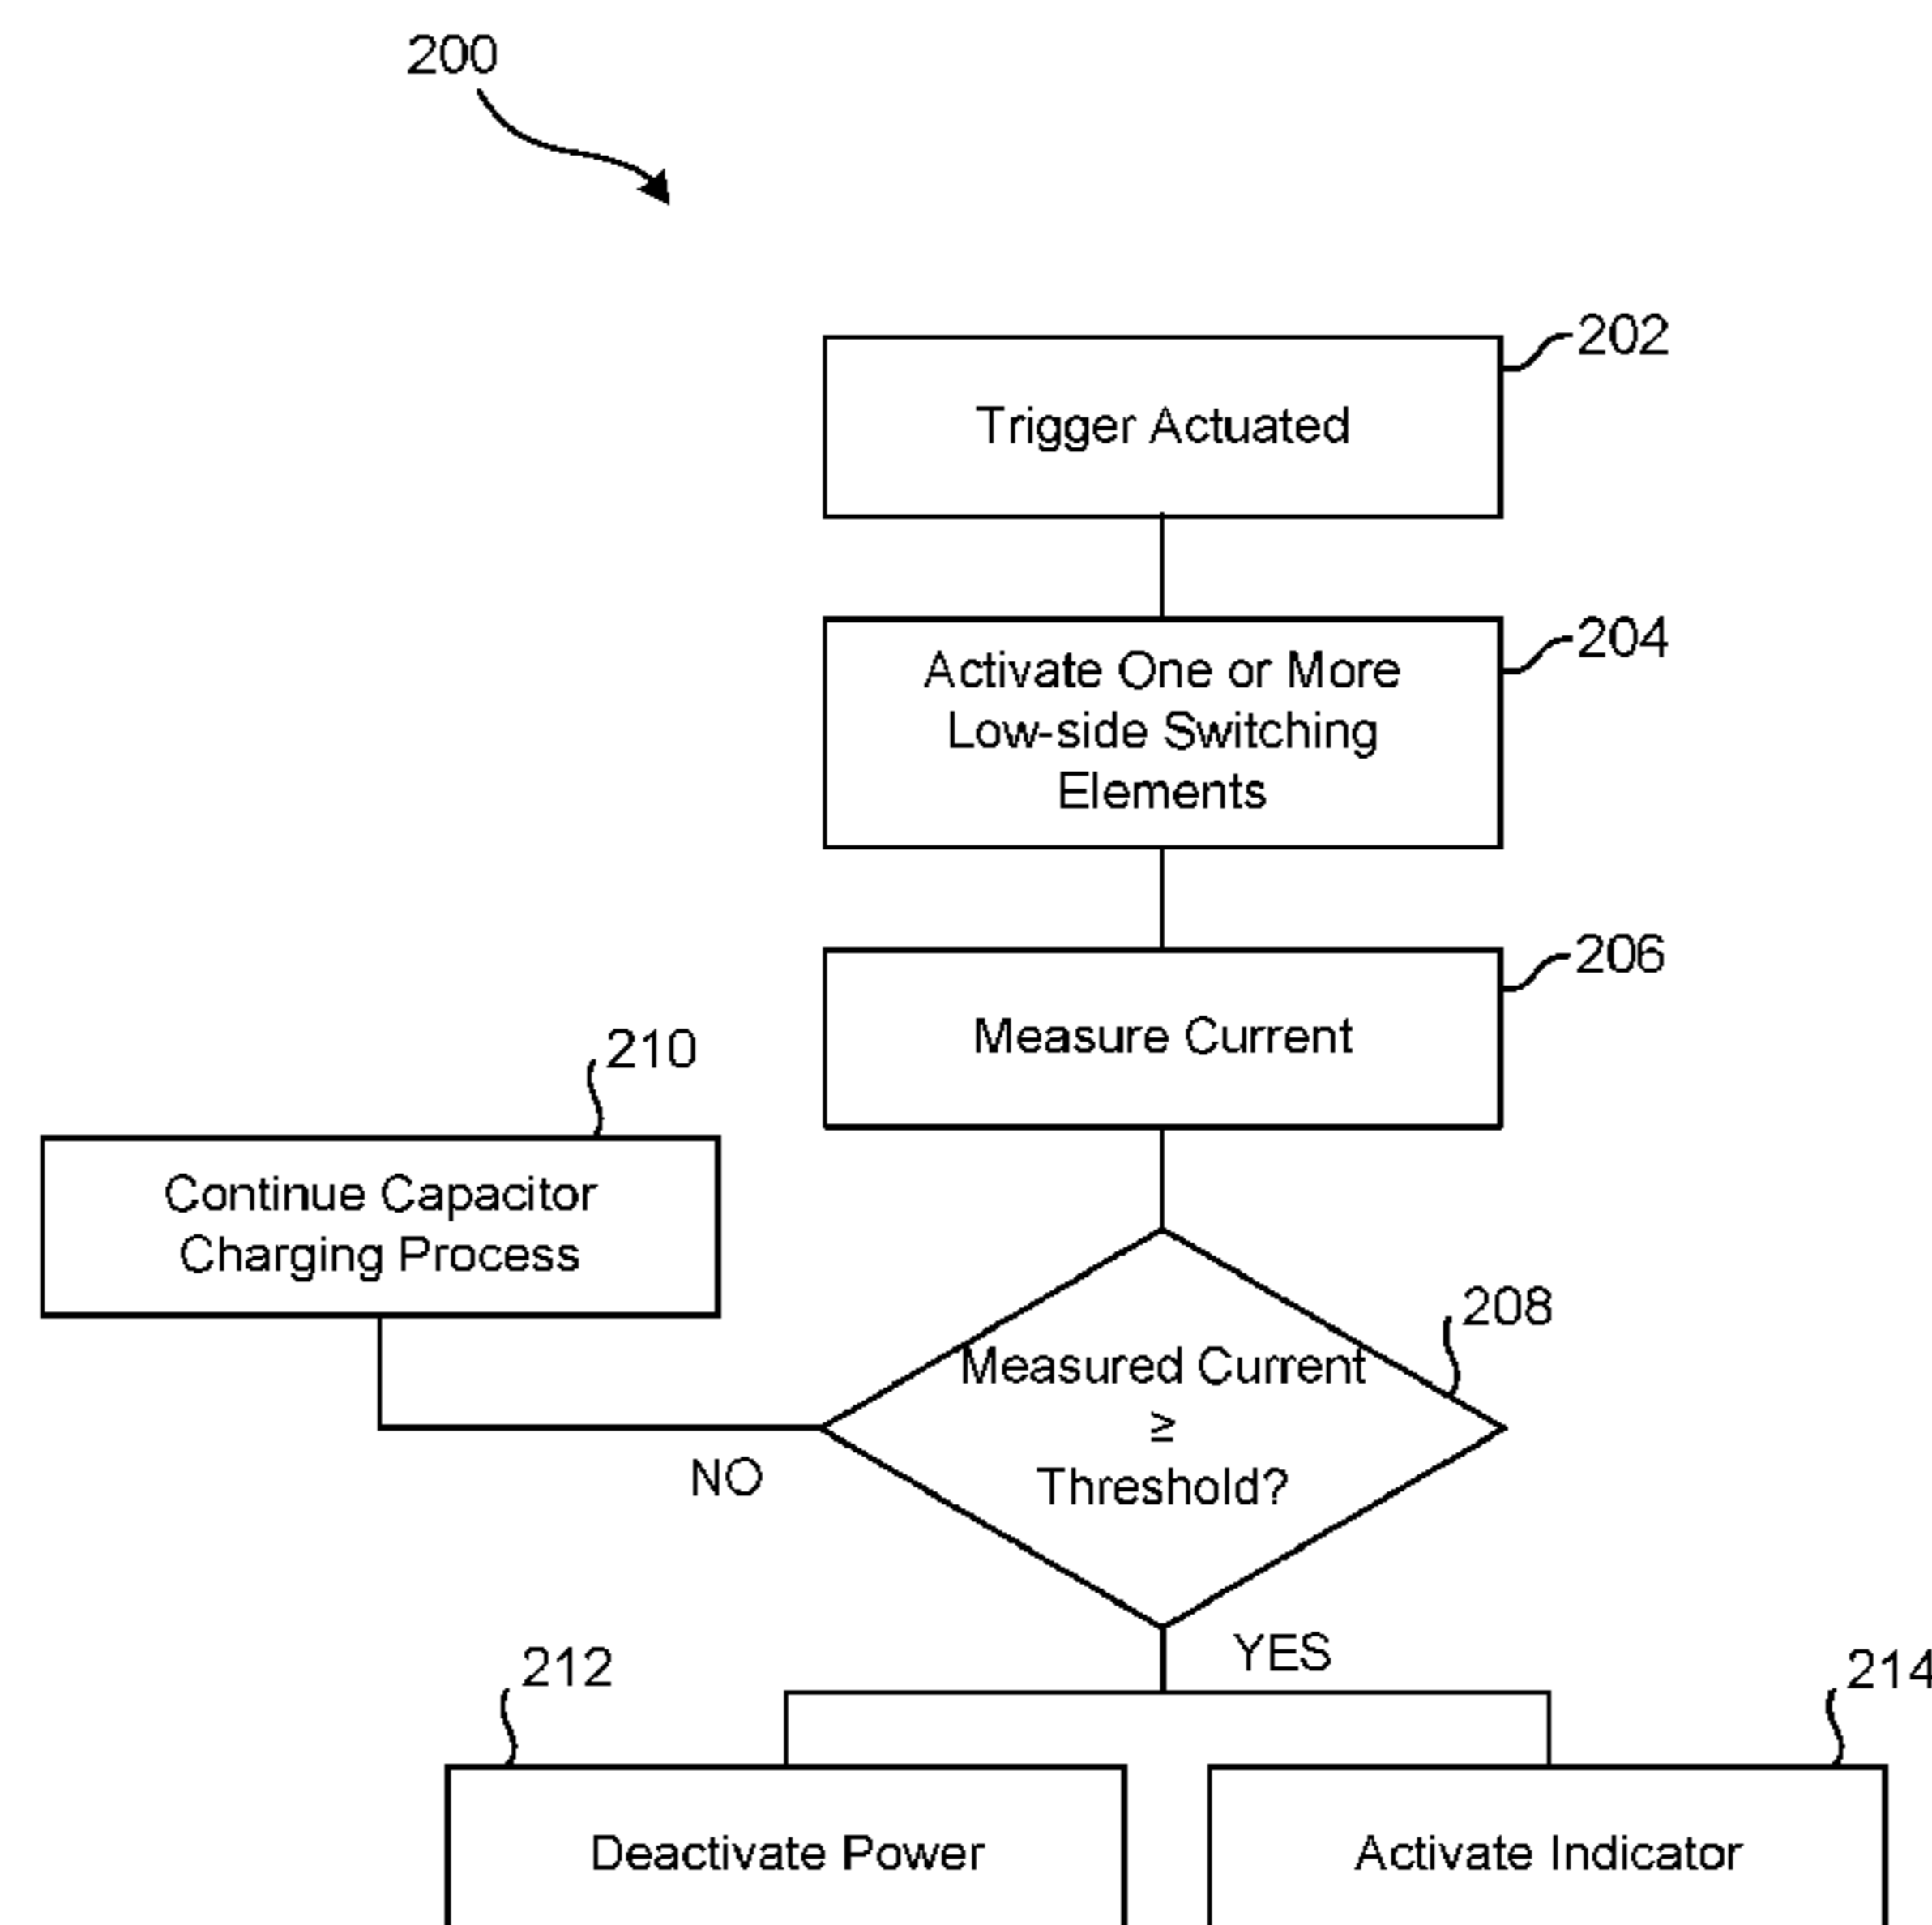 200
202
Trigger Actuated
204
Activate One or More
Low-side Switching
Elements
206
Measure Current
210
Continue Capacitor
Charging Process
208
Measured Current
≥
Threshold?
NO
YES
212
214
Deactivate Power
Activate Indicator